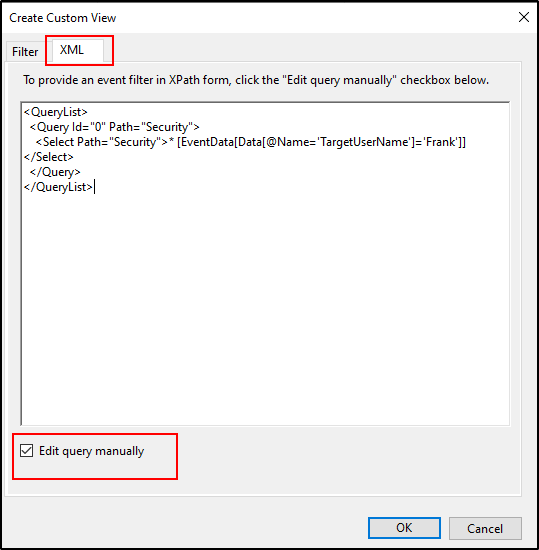 Create Custom View
Filter
XML
To provide an event filter in XPath form, click the "Edit query manually" checkbox below.
<QueryList>
<Query Id="0" Path="Security">
<Select Path="Security">* [EventData[Data[@Name='TargetUserName']='Frank']]
</Select>
</Query>
</QueryList>
Edit query manually
OK
Cancel